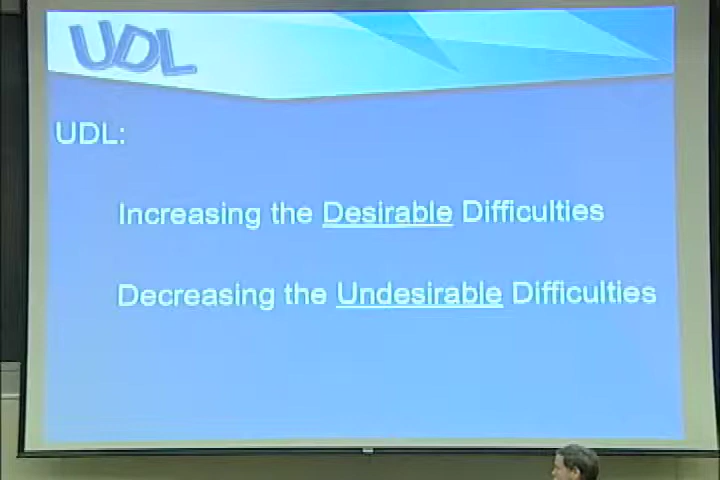 UDL
UDL:
Increasing the Desirable Difficulties
Decreasing the Undesirable Difficulties